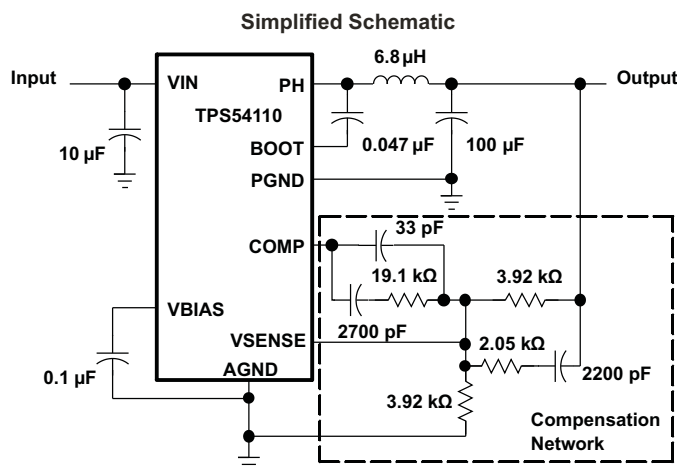 Simplified Schematic
6.8 µH
Input
VIN
PH
Output
TPS54110
10 µF
BOOT
0.047 µF
100 µF
PGND
33 pF
COMP
19.1 kΩ
3.92 kΩ
VBIAS
2700 pF
VSENSE
2.05 kΩ
2200 pF
0.1 µF
AGND
3.92 kΩ
Compensation
Network